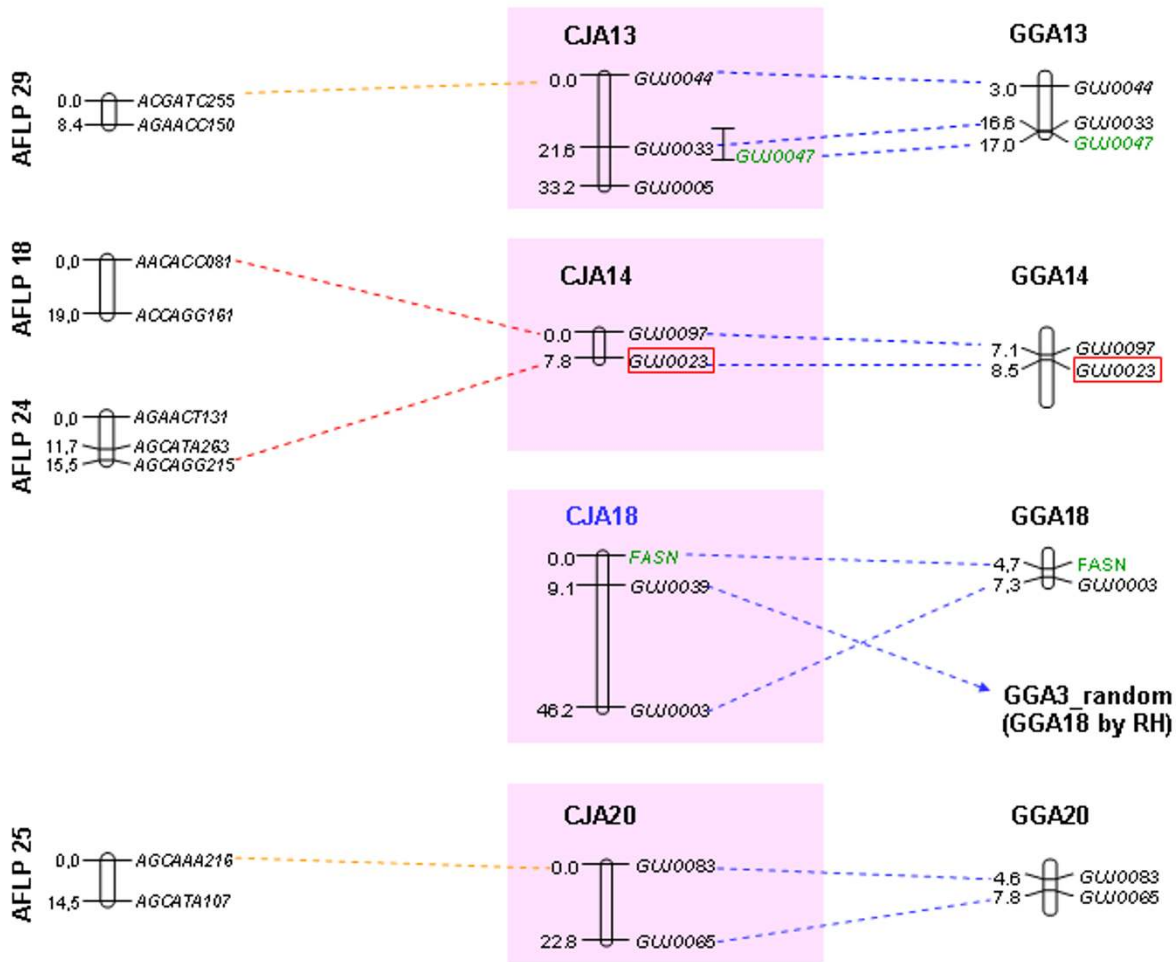 CJA13
GGA13
AFLP 29
0.0 ACGATC255
8.4 AGAACC150
0.0 GUJ0044
21.6 GUJ0033
GUJ0047
33.2 GUJ0005
3.0 GUJ0044
16.6 GUJ0033
17.0 GUJ0047
AFLP 18
0,0 AACACC081
19,0 ACCAGG161
CJA14
GGA14
0.0 GUJ0097
7.8 GUJ0023
7.1 GUJ0097
8.5 GUJ0023
AFLP 24
0,0 AGAACT131
11,7 AGCATA263
15,5 AGCAGG215
CJA18
GGA18
0.0 FASN
9.1 GUJ0039
46.2 GUJ0003
4,7 FASN
7,3 GUJ0003
GGA3_random
(GGA18 by RH)
AFLP 25
0,0 AGCAAA216
14,5 AGCATA107
CJA20
GGA20
0.0 GUJ0083
22.8 GUJ0065
4.6 GUJ0083
7.8 GUJ0065